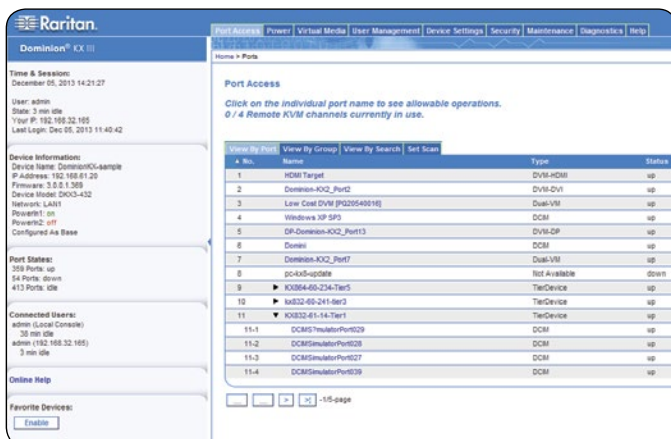 Raritan.
Dominion® KX III
Time & Session:
December 05, 2013 14:21:27
User: admin
State: 3 min idle
Your IP: 192.168.32.165
Last Login: Dec 05, 2013 11:40:42
Device Information:
Device Name: DominionKX-sample
IP Address: 192.168.61.20
Firmware: 3.0.0.1.369
Device Model: DKX3-432
Network: LAN1
PowerIn1: on
PowerIn2: off
Configured As Base
Port States:
359 Ports: up
54 Ports: down
413 Ports: idle
Connected Users:
admin (Local Console)
38 min idle
admin (192.168.32.165)
3 min idle
Online Help
Favorite Devices:
Enable
Port Access Power Virtual Media User Management Device Settings Security Maintenance Diagnostics Help
Home > Ports
Port Access
Click on the individual port name to see allowable operations.
0 / 4 Remote KVM channels currently in use.
View By Port View By Group View By Search Set Scan
▲ No. Name Type Status
1 HDMI Target DVM-HDMI up
2 Dominion-KX2_Port2 DVM-DVI up
3 Low Cost DVM [PQ20540016] Dual-VM up
4 Windows XP SP3 DCIM up
5 DP-Dominion-KX2_Port13 DVM-DP up
6 Domini DCIM up
7 Dominion-KX2_Port7 Dual-VM up
8 pc-kx8-update Not Available down
9 ► KX864-60-234-Tier5 TierDevice up
10 ► kx832-60-241-tier3 TierDevice up
11 ▼ KX832-61-14-Tier1 TierDevice up
11-1 DCIMS?mulatorPort029 DCIM up
11-2 DCIMSimulatorPort028 DCIM up
11-3 DCIMSimulatorPort027 DCIM up
11-4 DCIMSimulatorPort039 DCIM up
... ... > >| -1/5-page